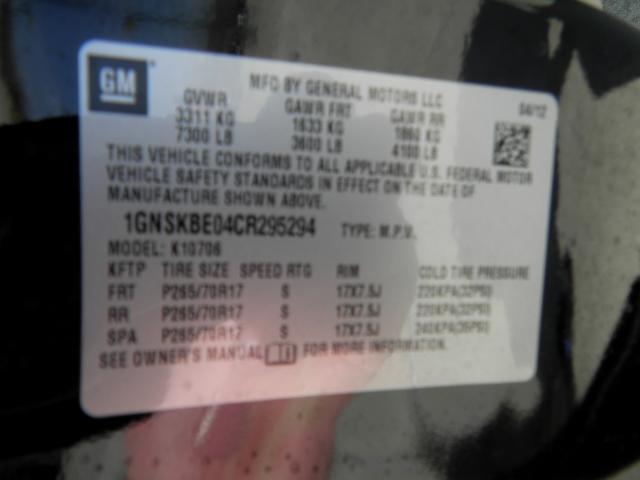 GM
MFD BY GENERAL MOTORS LLC
04/12
GVWR GAWR FRT GAWR RR
3311 KG 1633 KG 1860 KG
7300 LB 3600 LB 4100 LB
THIS VEHICLE CONFORMS TO ALL APPLICABLE U.S. FEDERAL MOTOR
VEHICLE SAFETY STANDARDS IN EFFECT ON THE DATE OF
MANUFACTURE SHOWN ABOVE.
1GNSKBE04CR295294 TYPE: M.P.V.
MODEL: K10706
KFTP TIRE SIZE SPEED RTG RIM COLD TIRE PRESSURE
FRT P265/70R17 S 17X7.5J 220KPA(32PSI)
RR P265/70R17 S 17X7.5J 220KPA(32PSI)
SPA P265/70R17 S 17X7.5J 240KPA(35PSI)
SEE OWNER'S MANUAL FOR MORE INFORMATION.